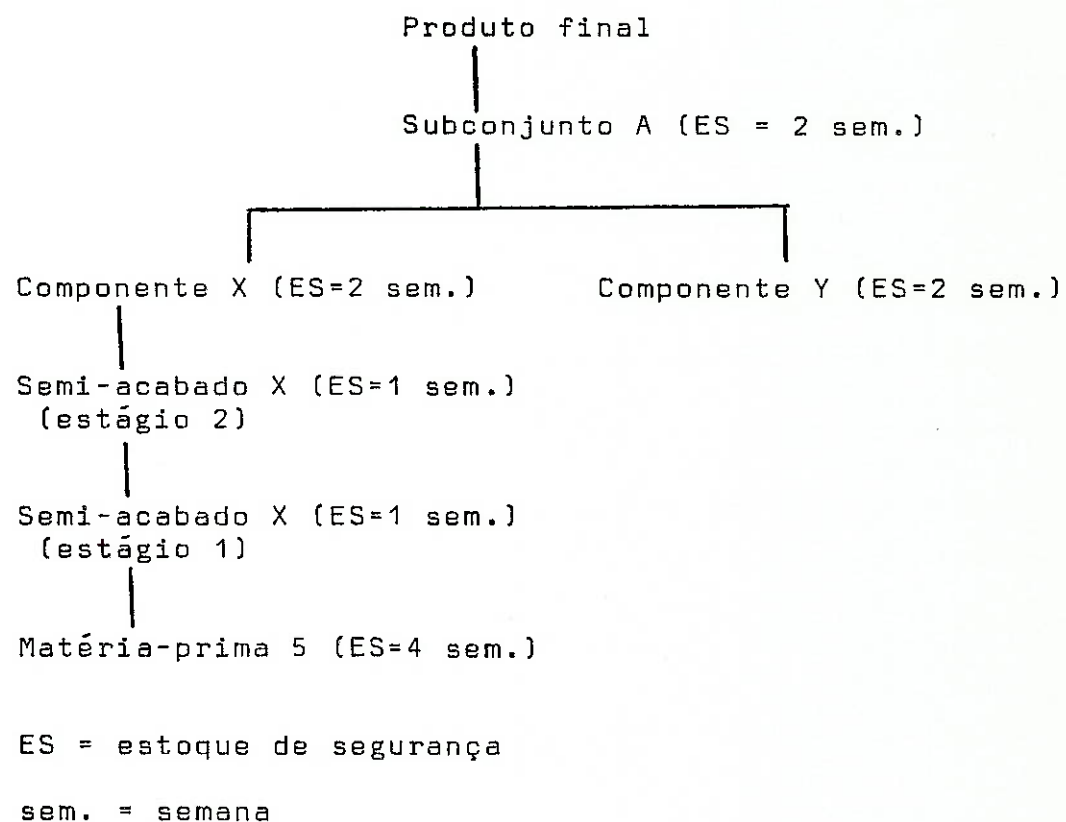 Produto final
Subconjunto A (ES = 2 sem.)
Componente X (ES=2 sem.) Componente Y (ES=2 sem.)
Semi-acabado X (ES=1 sem.)
(estágio 2)
Semi-acabado X (ES=1 sem.)
(estágio 1)
Matéria-prima 5 (ES=4 sem.)
ES = estoque de segurança
sem. = semana